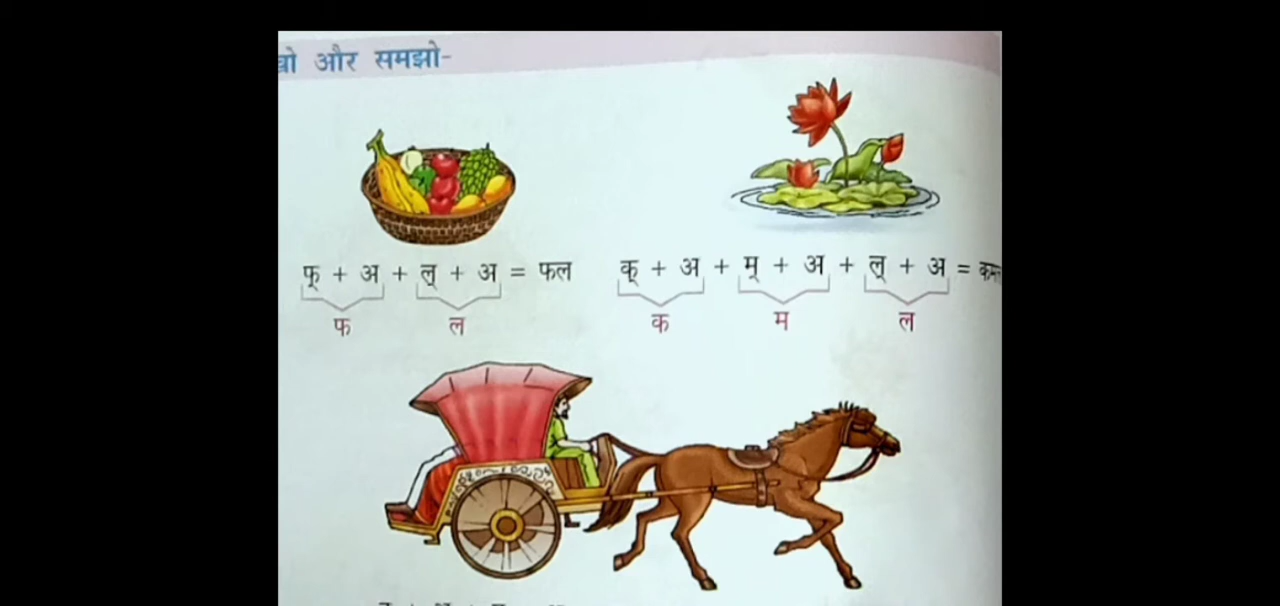 और समझो-
फ् + अ + ल् + अ = फल
क् + अ + म् + अ + ल् + अ =
फ ल
क म ल